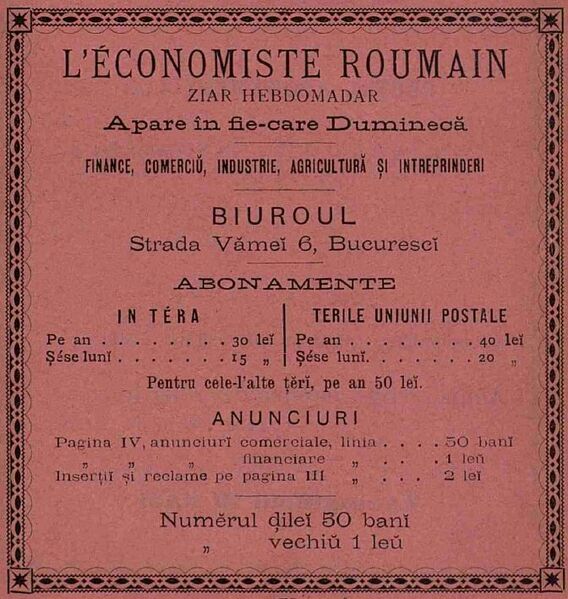 L'ÉCONOMISTE ROUMAIN
ZIAR HEBDOMADAR
Apare în fie-care Duminecă
FINANCE, COMERCIŬ, INDUSTRIE, AGRICULTURĂ ȘI INTREPRINDERI
BIUROUL
Strada Vămeĭ 6, Bucurescĭ
ABONAMENTE
IN TÉRA
Pe an . . . . . . . . 30 leĭ
Șése lunĭ . . . . . . 15 „
TERILE UNIUNII POSTALE
Pe an . . . . . . . . 40 leĭ
Șése lunĭ. . . . . . . 20 „
Pentru cele-l'alte țĕri, pe an 50 leĭ.
ANUNCIURI
Pagina IV, anunciurĭ comerciale, linia . . . . 50 banĭ
„ „ financiare „ . . . . 1 leŭ
Inserțiĭ și reclame pe pagina III „ . . . . 2 leĭ
Numĕrul ḑileĭ 50 banĭ
„ vechiŭ 1 leŭ